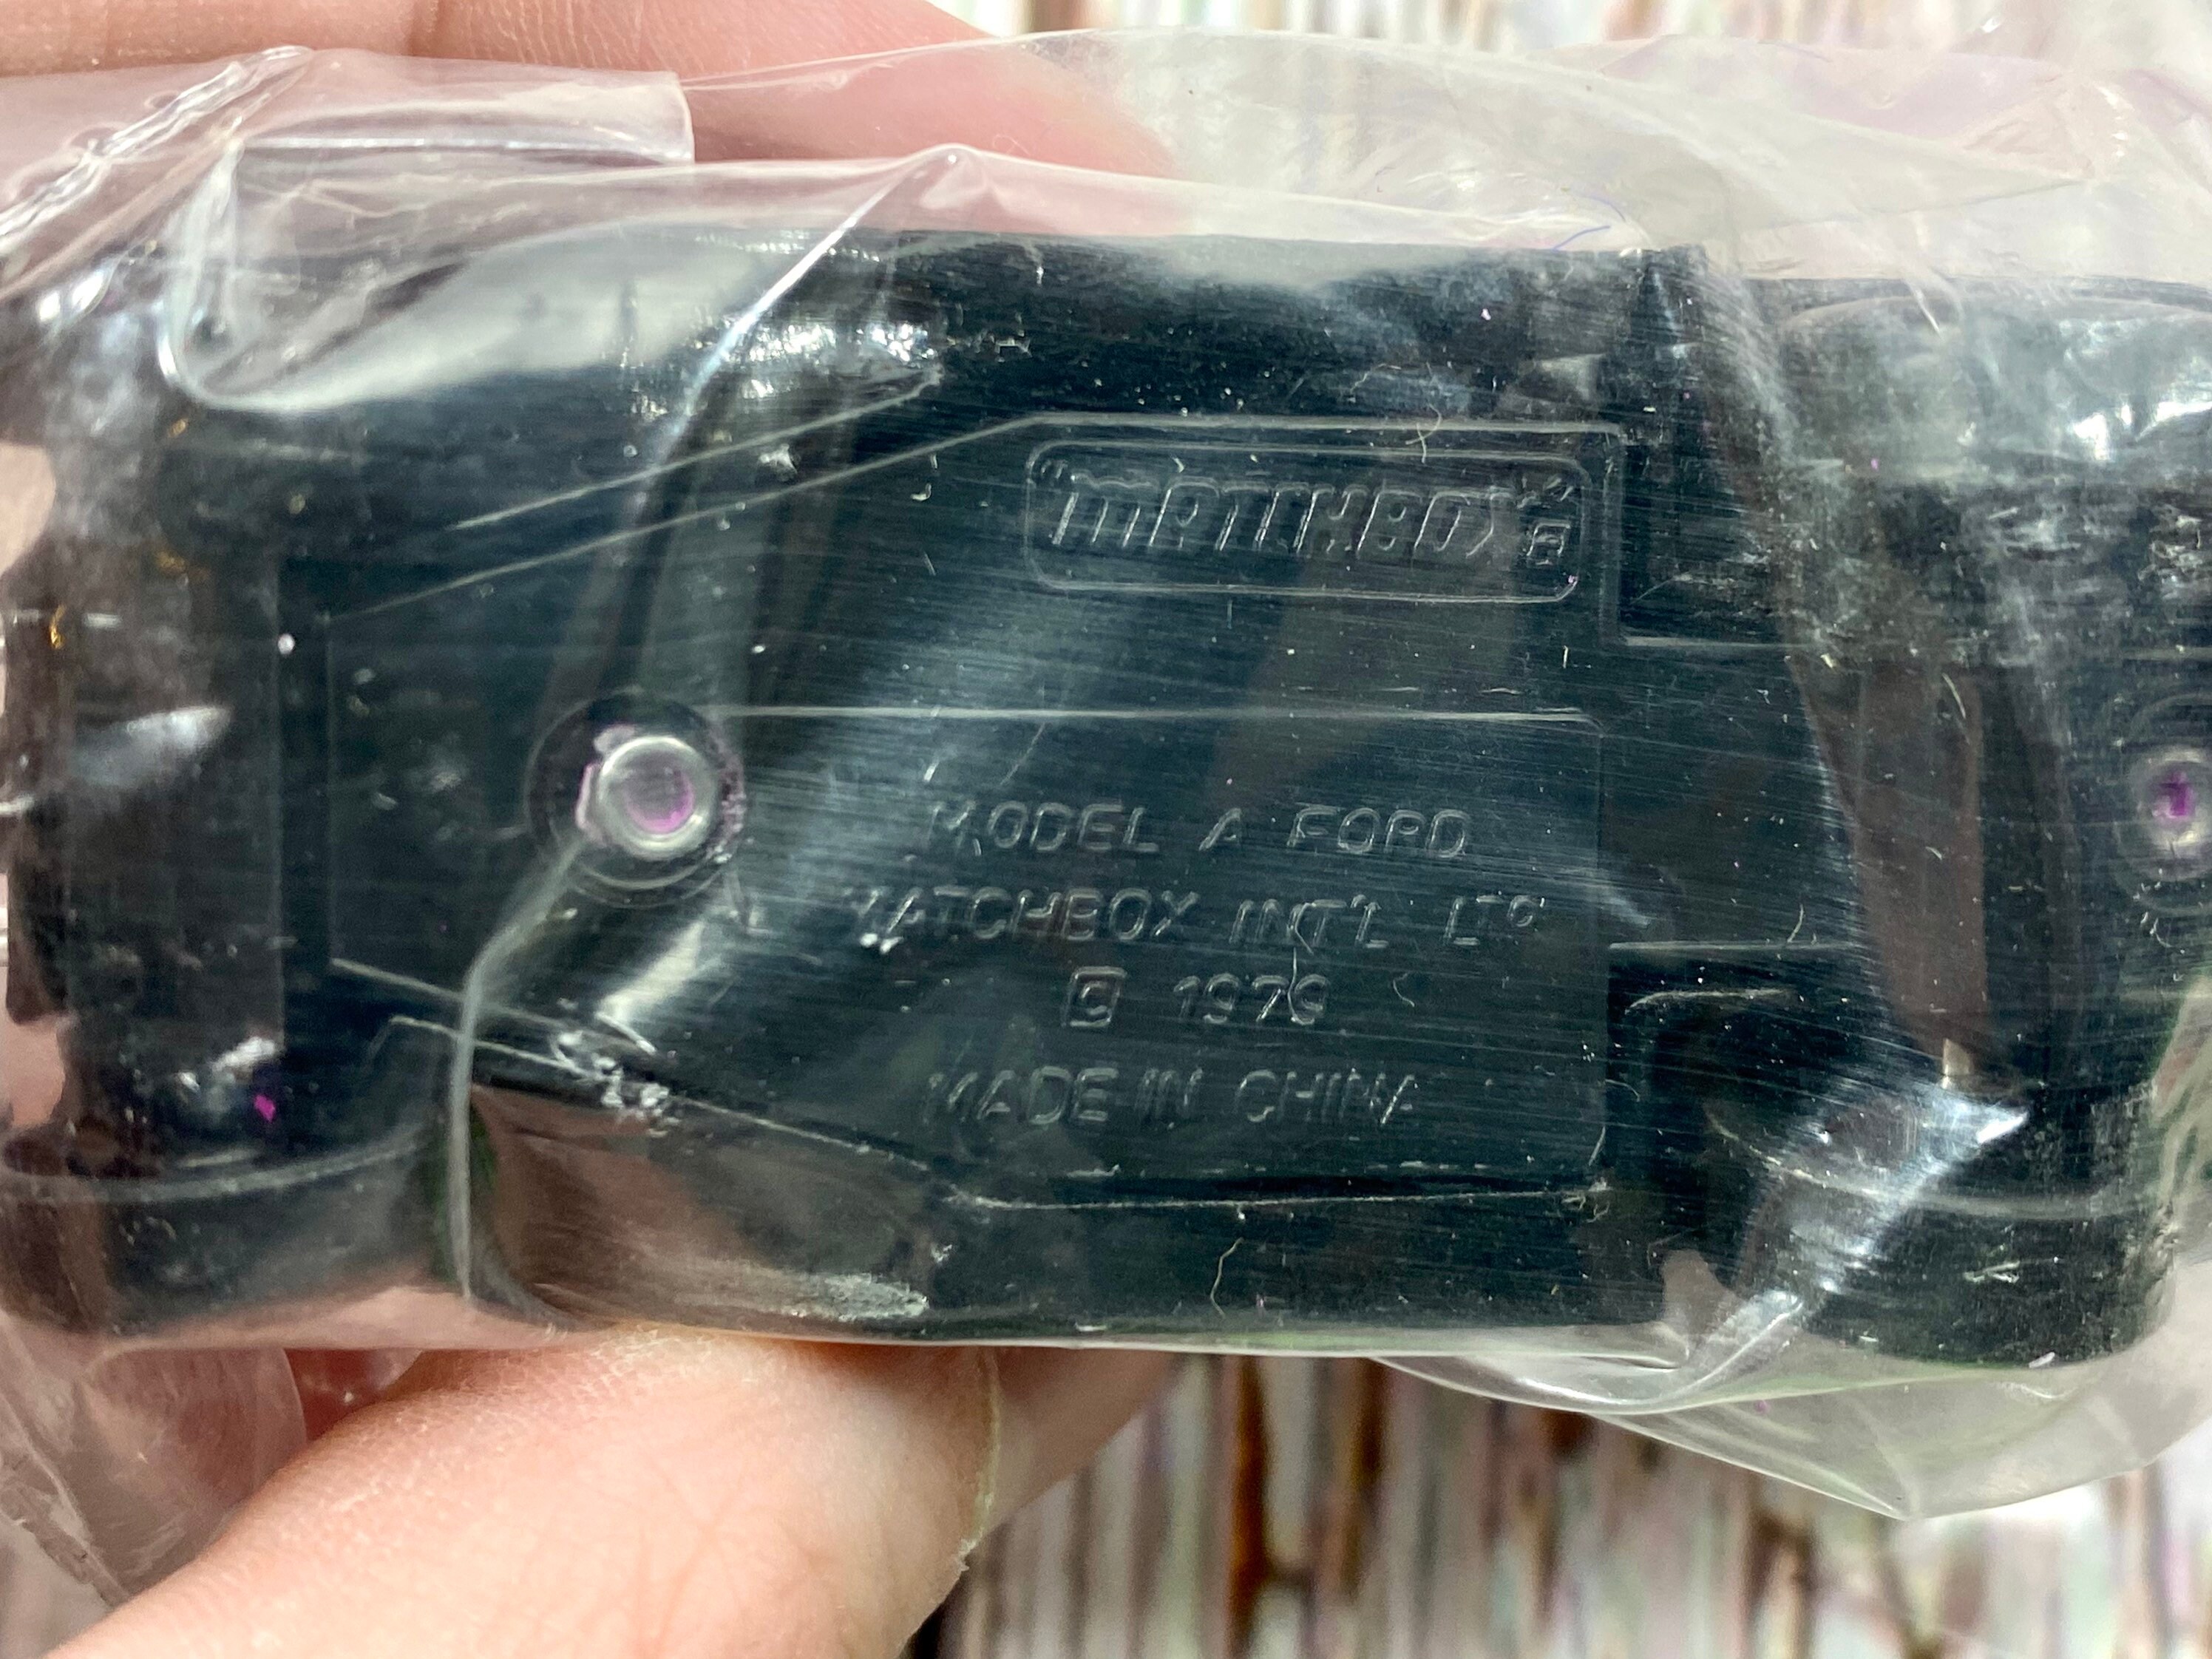 "MATCHBOX" ®
MODEL A FORD
MATCHBOX INT'L LTD
© 1979
MADE IN CHINA